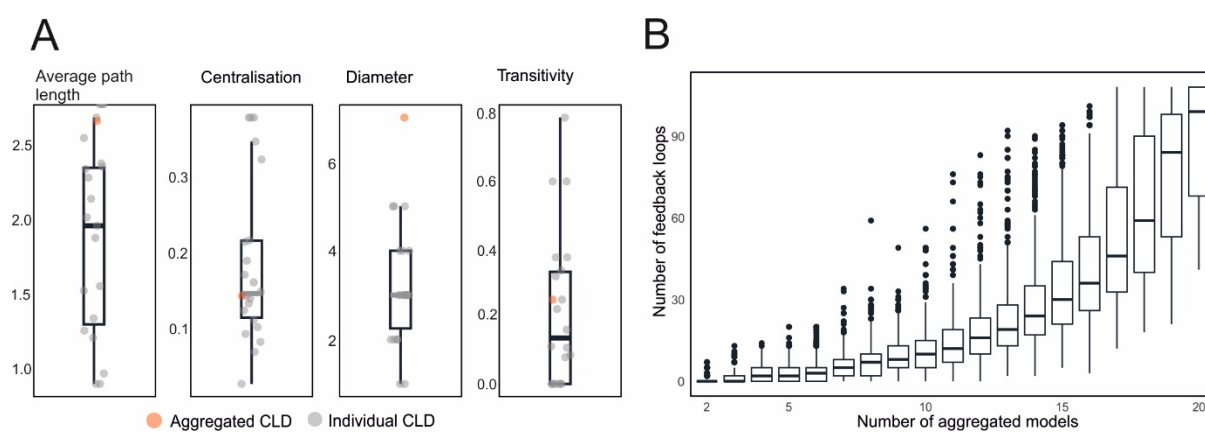 A
B
Average path
length
Centralisation
Diameter
Transitivity
2.5
2.0
1.5
1.0
0.3
0.2
0.1
6
4
2
0.8
0.6
0.4
0.2
0.0
Aggregated CLD
Individual CLD
Number of feedback loops
90
60
30
0
2
5
10
15
20
Number of aggregated models